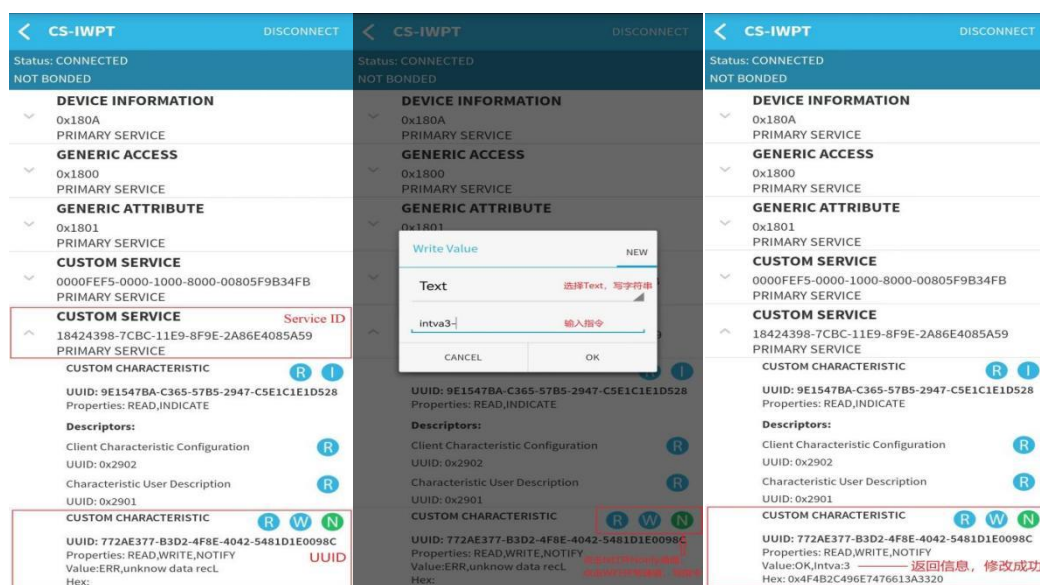 CS-IWPT DISCONNECT
Status: CONNECTED
NOT BONDED
DEVICE INFORMATION
0x180A
PRIMARY SERVICE
GENERIC ACCESS
0x1800
PRIMARY SERVICE
GENERIC ATTRIBUTE
0x1801
PRIMARY SERVICE
CUSTOM SERVICE
0000FEF5-0000-1000-8000-00805F9B34FB
PRIMARY SERVICE
CUSTOM SERVICE Service ID
18424398-7CBC-11E9-8F9E-2A86E4085A59
PRIMARY SERVICE
CUSTOM CHARACTERISTIC R I
UUID: 9E1547BA-C365-57B5-2947-C5E1C1E1D528
Properties: READ,INDICATE
Descriptors:
Client Characteristic Configuration R
UUID: 0x2902
Characteristic User Description R
UUID: 0x2901
CUSTOM CHARACTERISTIC R W N
UUID: 772AE377-B3D2-4F8E-4042-5481D1E0098C
Properties: READ,WRITE,NOTIFY UUID
Value:ERR,unknow data recL
Hex:
CS-IWPT DISCONNECT
Status: CONNECTED
NOT BONDED
DEVICE INFORMATION
0x180A
PRIMARY SERVICE
GENERIC ACCESS
0x1800
PRIMARY SERVICE
GENERIC ATTRIBUTE
0x1801
Write Value NEW
Text 选择Text，写字符串
intva3- 输入指令
CANCEL OK
UUID: 9E1547BA-C365-57B5-2947-C5E1C1E1D528
Properties: READ,INDICATE
Descriptors:
Client Characteristic Configuration R
UUID: 0x2902
Characteristic User Description R
UUID: 0x2901
CUSTOM CHARACTERISTIC R W N
UUID: 772AE377-B3D2-4F8E-4042-5481D1E0098C
Properties: READ,WRITE,NOTIFY
Value:ERR,unknow data recL
Hex:
CS-IWPT DISCONNECT
Status: CONNECTED
NOT BONDED
DEVICE INFORMATION
0x180A
PRIMARY SERVICE
GENERIC ACCESS
0x1800
PRIMARY SERVICE
GENERIC ATTRIBUTE
0x1801
PRIMARY SERVICE
CUSTOM SERVICE
0000FEF5-0000-1000-8000-00805F9B34FB
PRIMARY SERVICE
CUSTOM SERVICE
18424398-7CBC-11E9-8F9E-2A86E4085A59
PRIMARY SERVICE
CUSTOM CHARACTERISTIC R I
UUID: 9E1547BA-C365-57B5-2947-C5E1C1E1D528
Properties: READ,INDICATE
Descriptors:
Client Characteristic Configuration R
UUID: 0x2902
Characteristic User Description R
UUID: 0x2901
CUSTOM CHARACTERISTIC R W N
UUID: 772AE377-B3D2-4F8E-4042-5481D1E0098C
Properties: READ,WRITE,NOTIFY
Value:OK,Intva:3 返回信息，修改成功
Hex: 0x4F4B2C496E7476613A3320